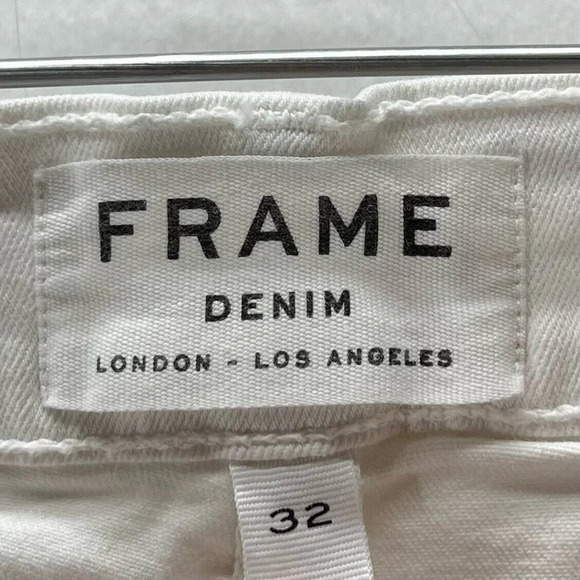 FRAME
DENIM
LONDON - LOS ANGELES
32